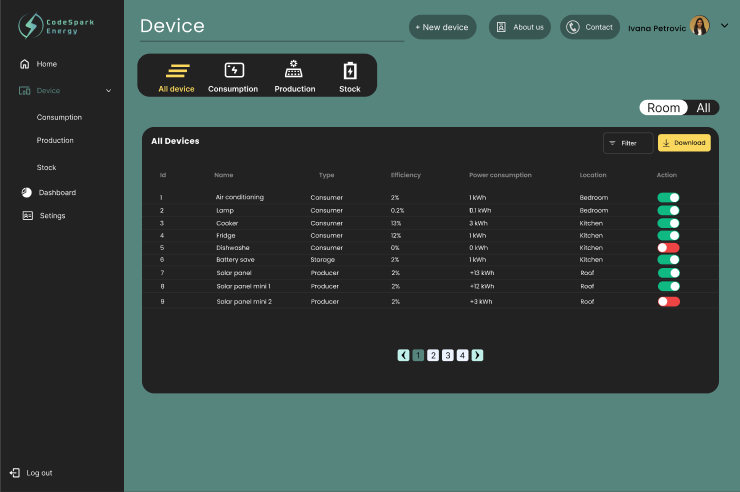 CodeSpark
Energy
Home
Device
Consumption
Production
Stock
Dashboard
Setings
Log out
Device
+ New device
About us
Contact
Ivana Petrovic
All device
Consumption
Production
Stock
Room
All
All Devices
Filter
Download
Id Name Type Efficiency Power consumption Location Action
1 Air conditioning Consumer 2% 1 kWh Bedroom
2 Lamp Consumer 0.2% 0.1 kWh Bedroom
3 Cooker Consumer 13% 3 kWh Kitchen
4 Fridge Consumer 12% 1 kWh Kitchen
5 Dishwashe Consumer 0% 0 kWh Kitchen
6 Battery save Storage 2% 1 kWh Kitchen
7 Solar panel Producer 2% +13 kWh Roof
8 Solar panel mini 1 Producer 2% +12 kWh Roof
9 Solar panel mini 2 Producer 2% +3 kWh Roof
1 2 3 4